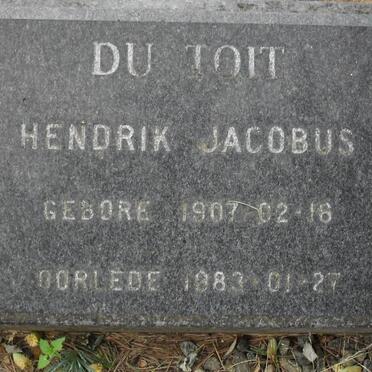 DU TOIT
HENDRIK JACOBUS
GEBORE 1907-02-16
OORLEDE 1983-01-27